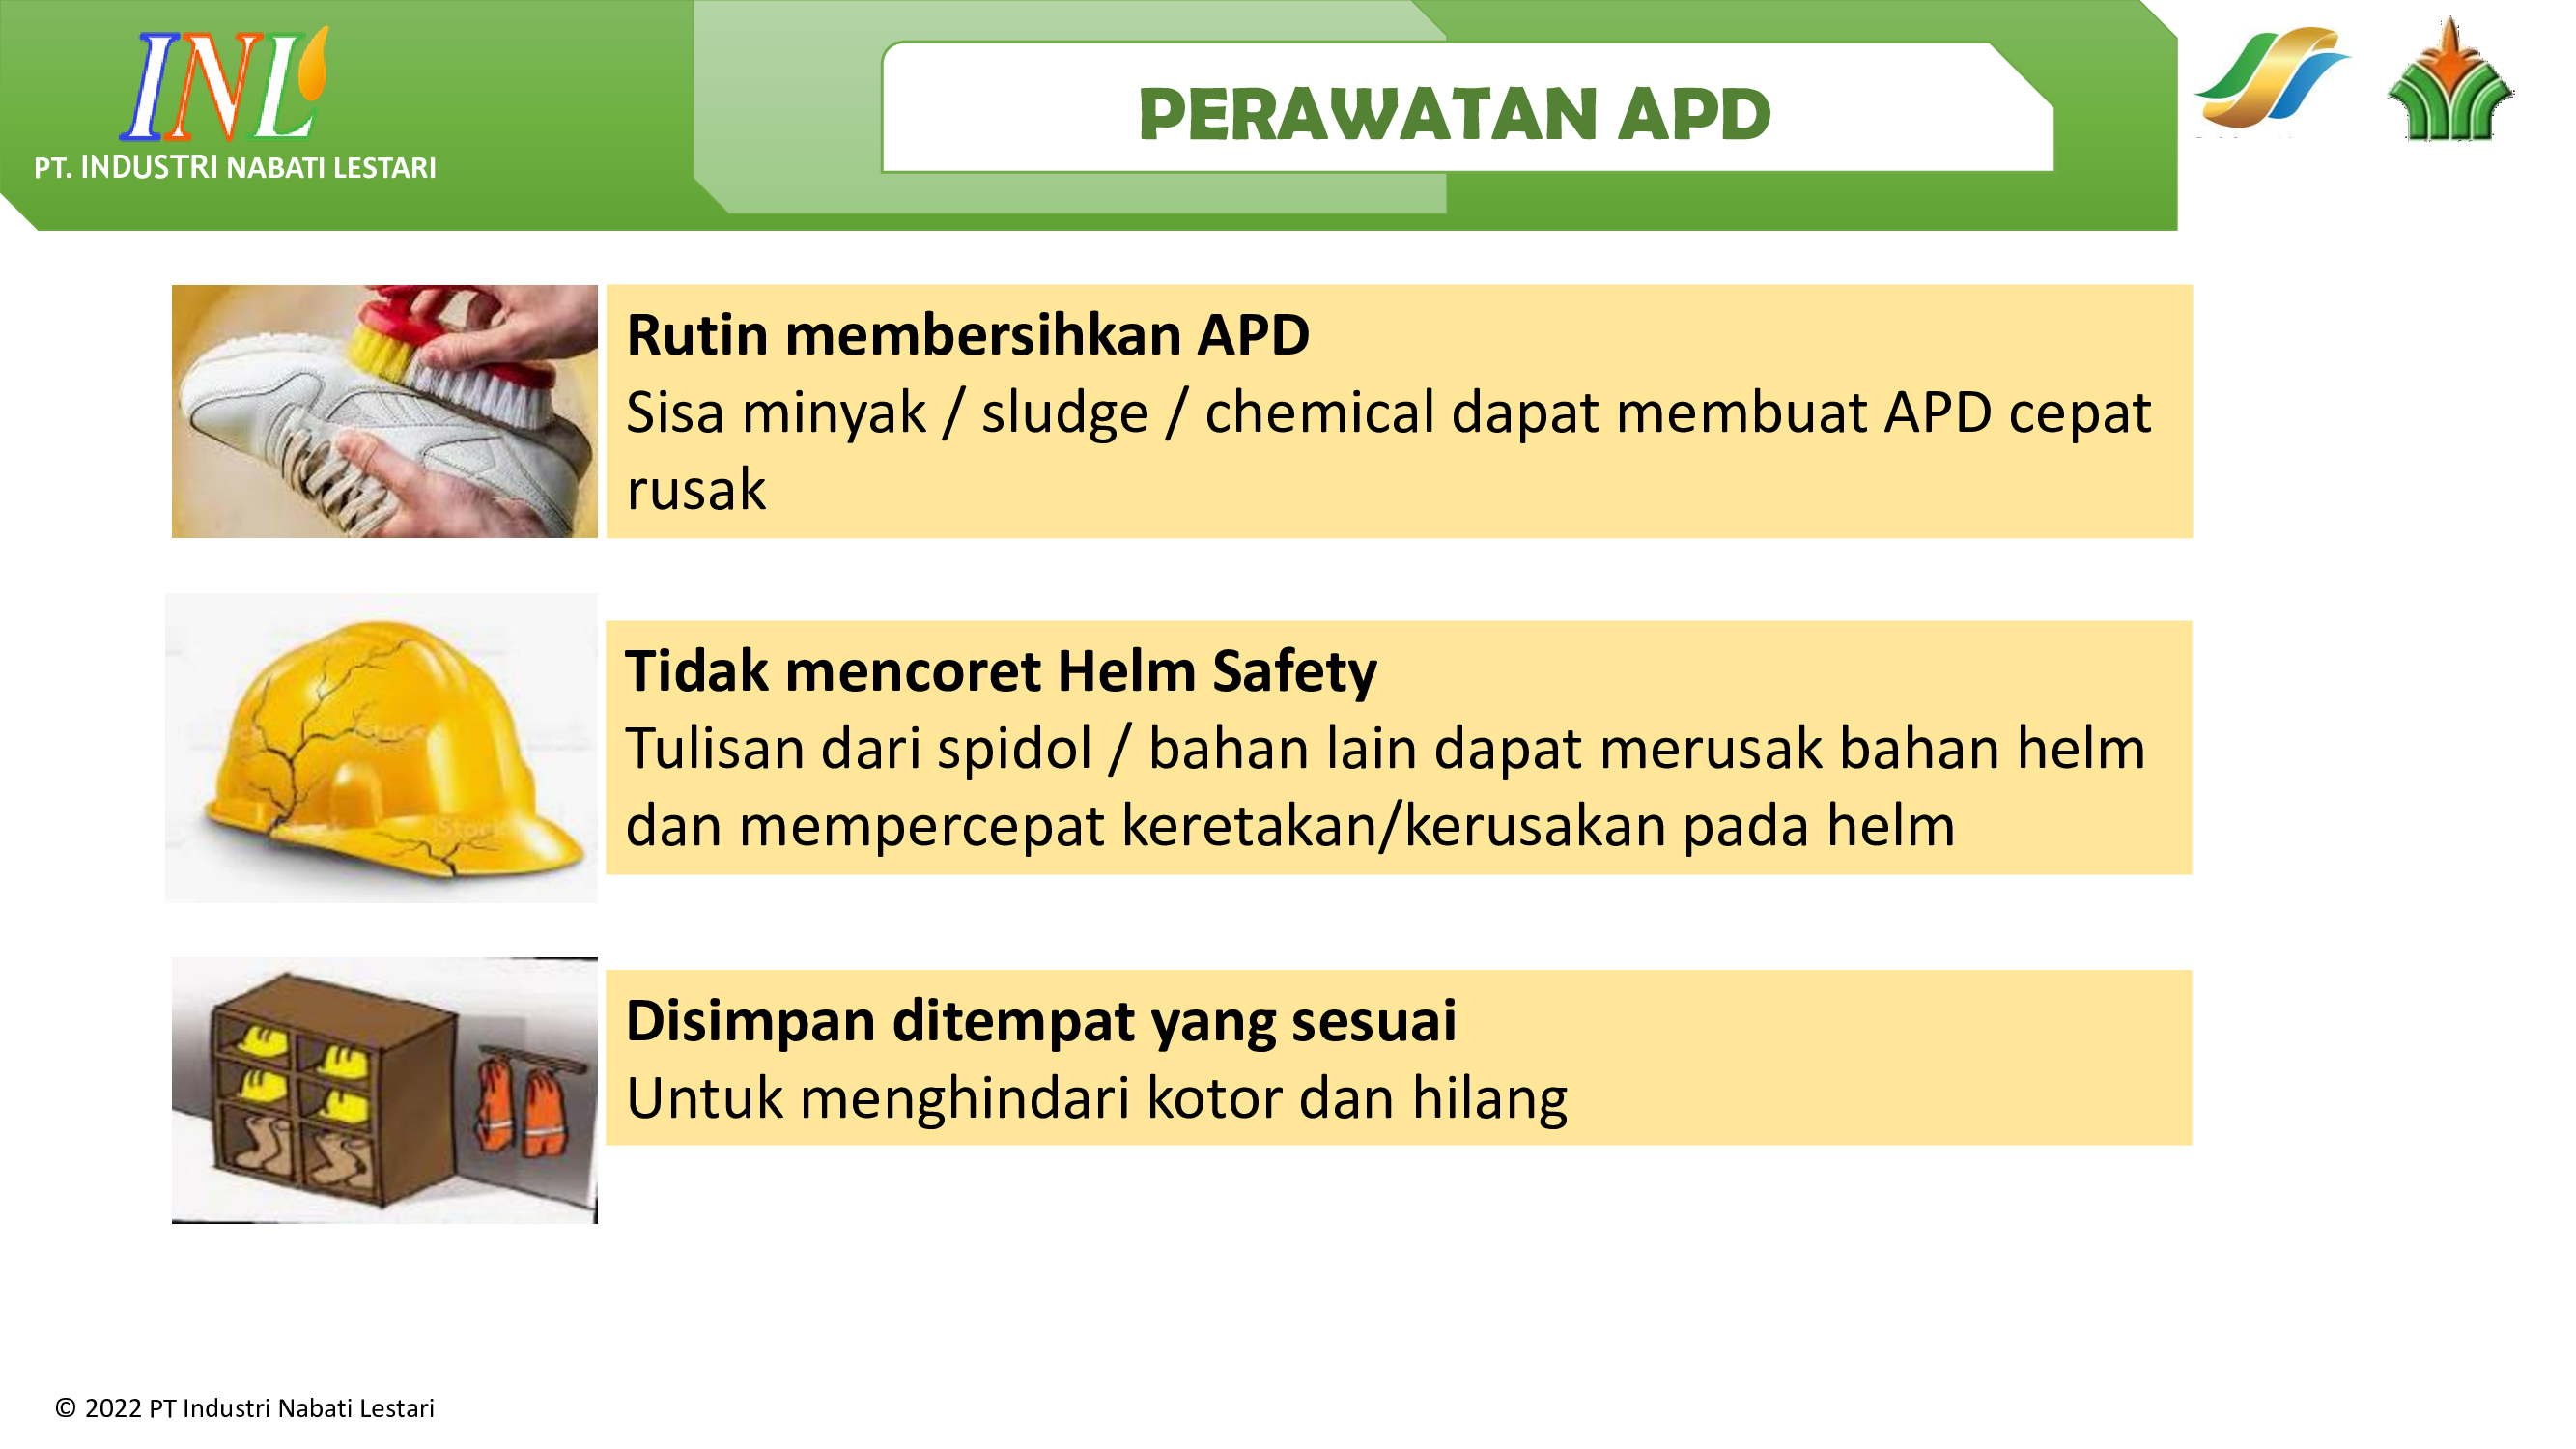 INL
PT. INDUSTRI NABATI LESTARI
PERAWATAN APD
Rutin membersihkan APD
Sisa minyak / sludge / chemical dapat membuat APD cepat
rusak
Tidak mencoret Helm Safety
Tulisan dari spidol / bahan lain dapat merusak bahan helm
dan mempercepat keretakan/kerusakan pada helm
iStock
Disimpan ditempat yang sesuai
Untuk menghindari kotor dan hilang
© 2022 PT Industri Nabati Lestari